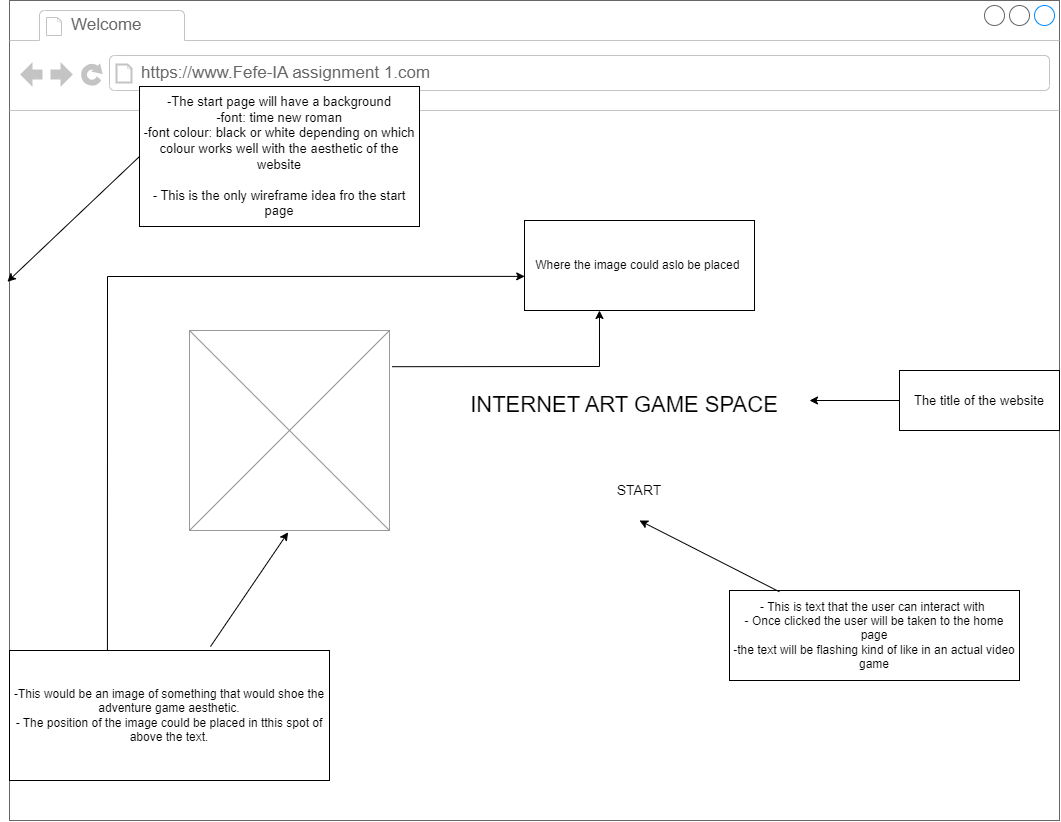 Welcome
https://www.Fefe-IA assignment 1.com
-The start page will have a background
-font: time new roman
-font colour: black or white depending on which
colour works well with the aesthetic of the
website
- This is the only wireframe idea fro the start
page
Where the image could aslo be placed
INTERNET ART GAME SPACE
The title of the website
START
- This is text that the user can interact with
- Once clicked the user will be taken to the home
page
-the text will be flashing kind of like in an actual video
game
-This would be an image of something that would shoe the
adventure game aesthetic.
- The position of the image could be placed in tthis spot of
above the text.